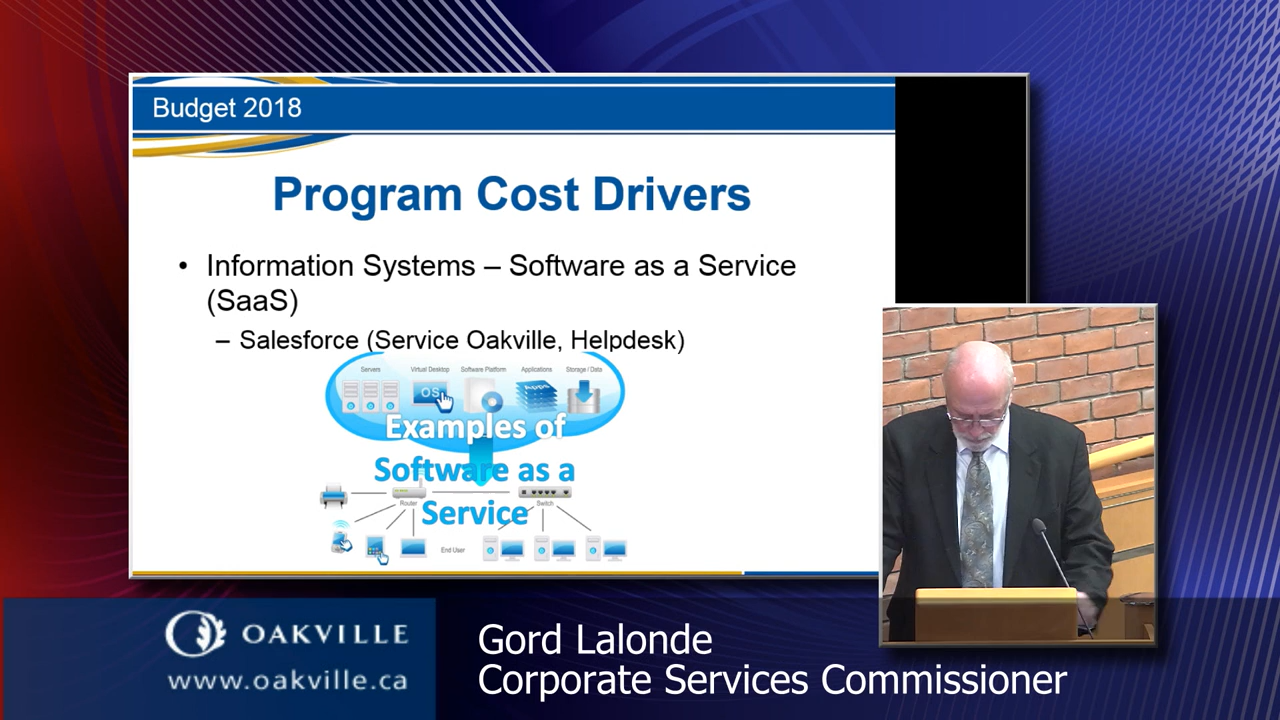 Budget 2018
Program Cost Drivers
• Information Systems – Software as a Service
(SaaS)
– Salesforce (Service Oakville, Helpdesk)
Servers Virtual Desktop Software Platform Applications Storage / Data
OS
Apps
Examples of
Software as a
Service
Router
Switch
End User
OAKVILLE
www.oakville.ca
Gord Lalonde
Corporate Services Commissioner